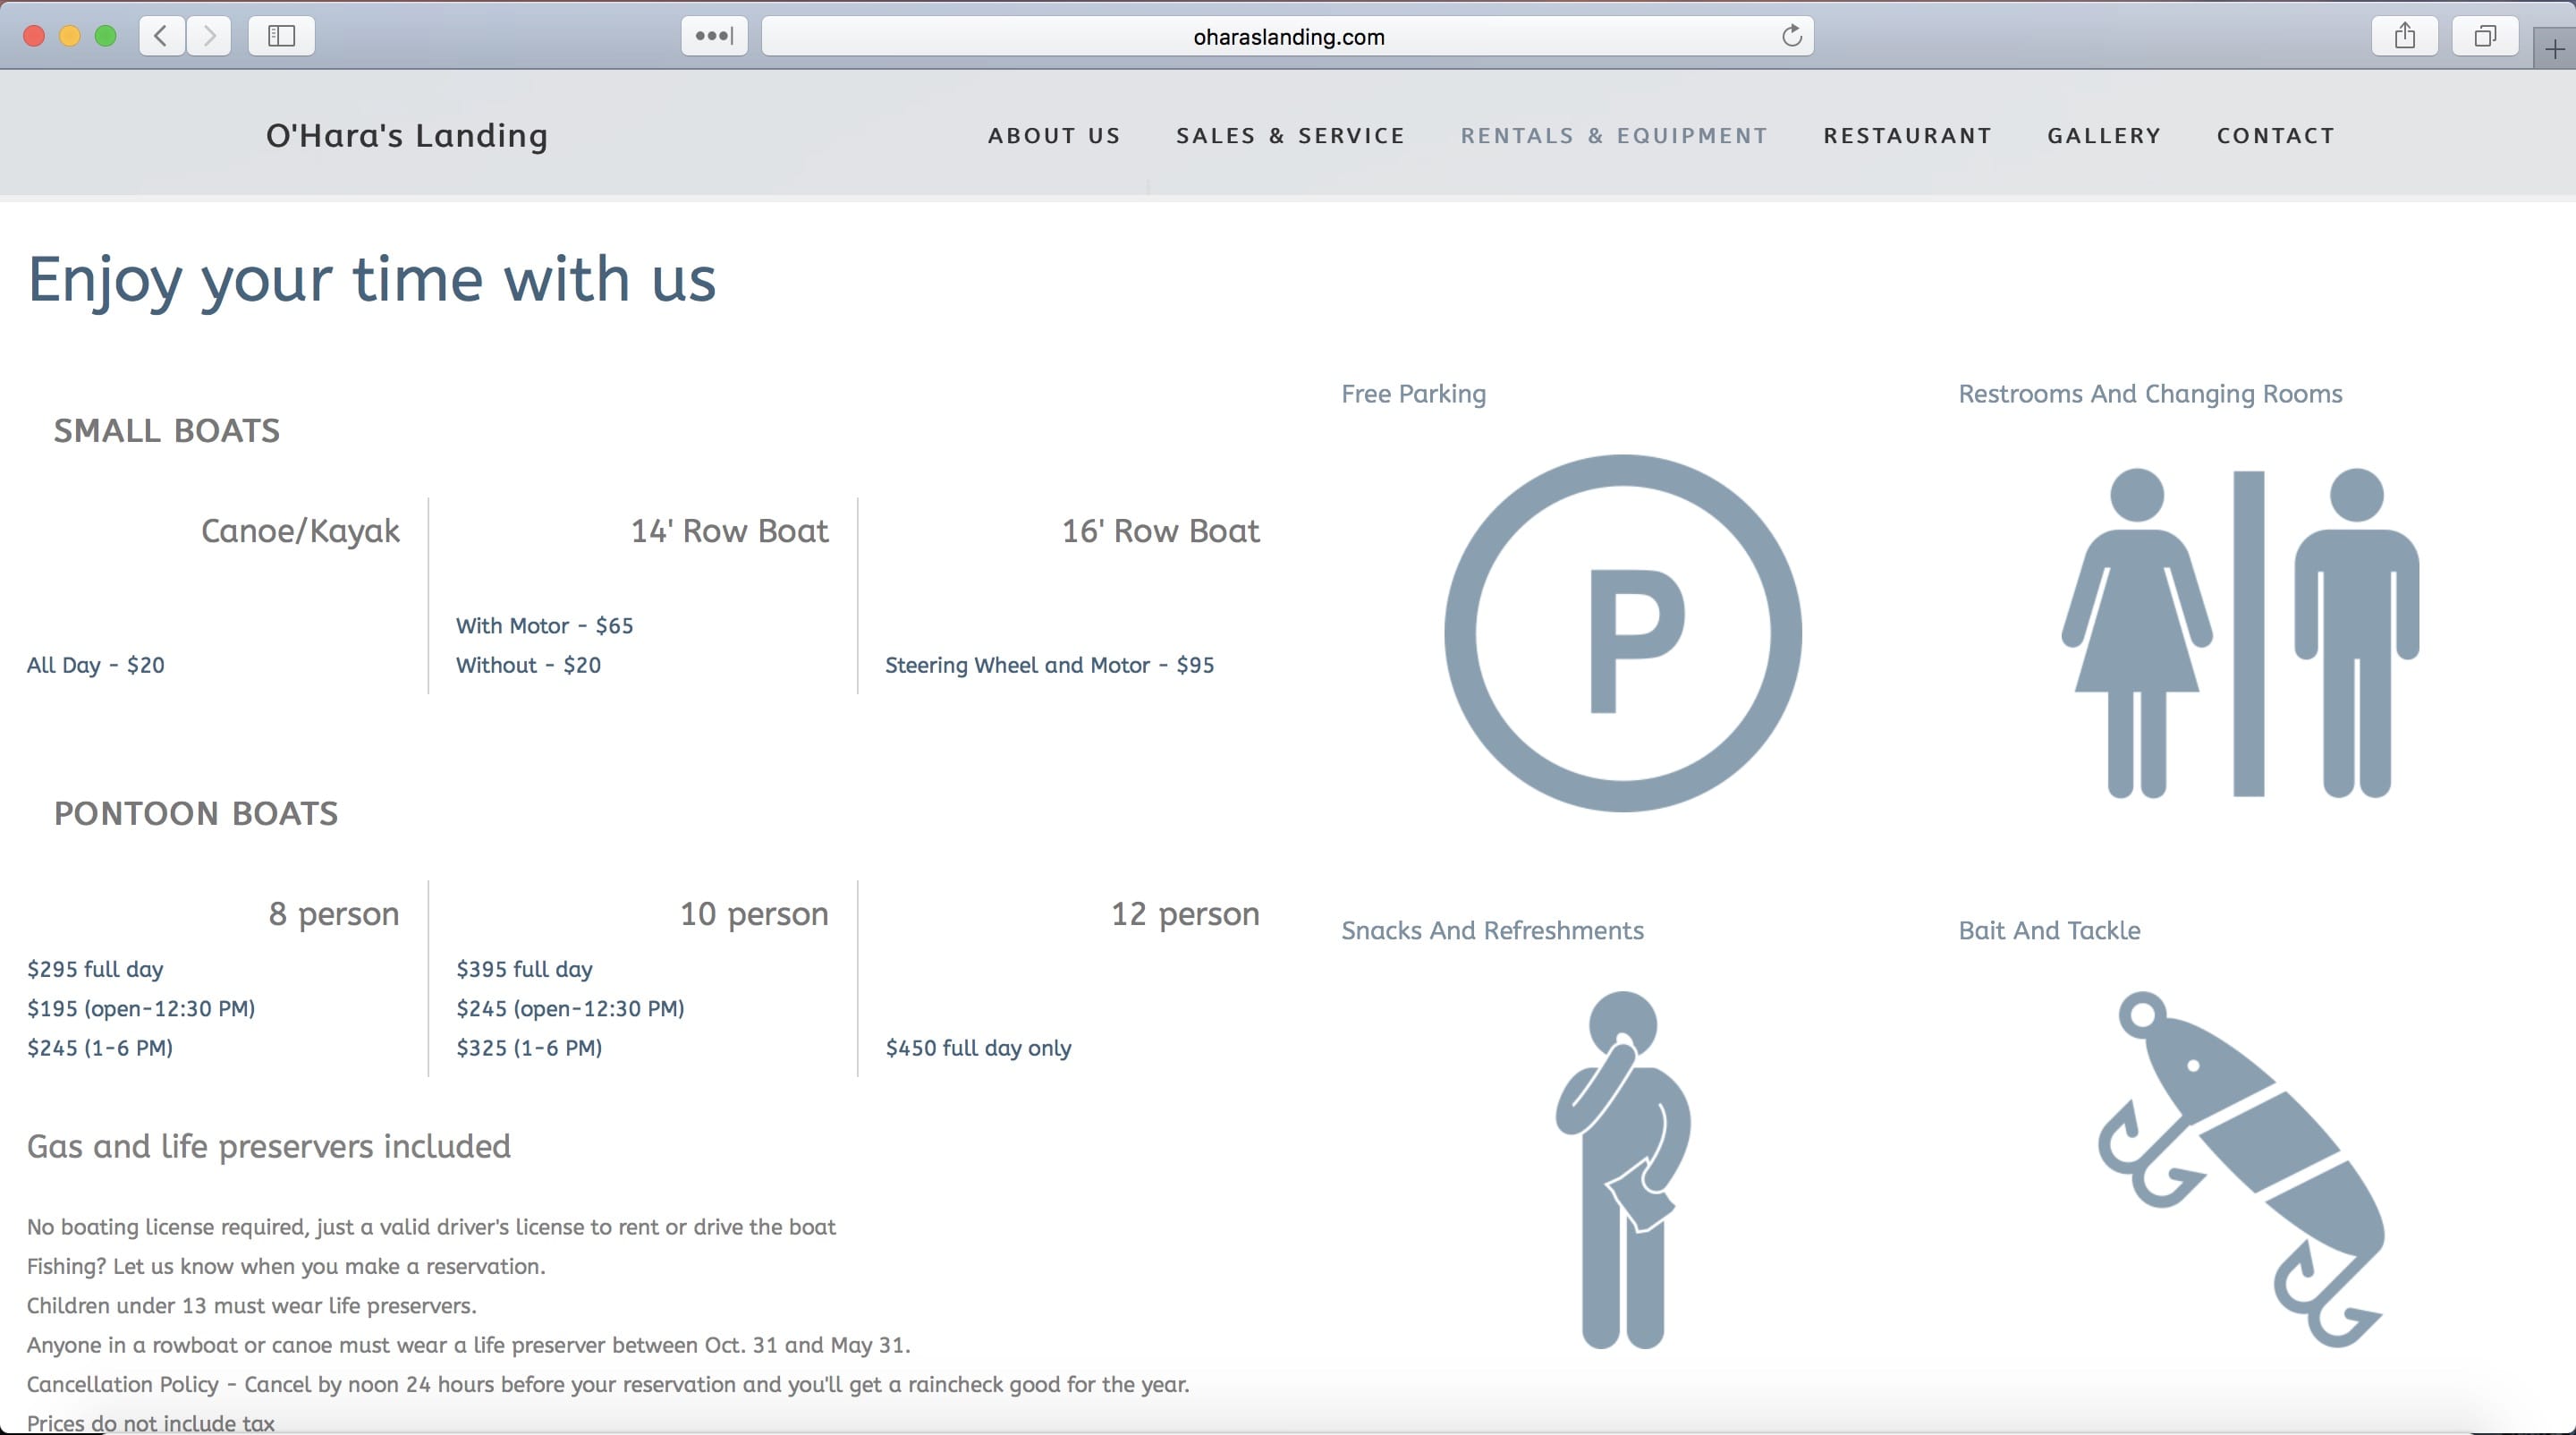 oharaslanding.com
O'Hara's Landing
ABOUT US
SALES & SERVICE
RENTALS & EQUIPMENT
RESTAURANT
GALLERY
CONTACT
Enjoy your time with us
SMALL BOATS
Canoe/Kayak
All Day - $20
14' Row Boat
With Motor - $65
Without - $20
16' Row Boat
Steering Wheel and Motor - $95
PONTOON BOATS
8 person
$295 full day
$195 (open-12:30 PM)
$245 (1-6 PM)
10 person
$395 full day
$245 (open-12:30 PM)
$325 (1-6 PM)
12 person
$450 full day only
Gas and life preservers included
No boating license required, just a valid driver's license to rent or drive the boat
Fishing? Let us know when you make a reservation.
Children under 13 must wear life preservers.
Anyone in a rowboat or canoe must wear a life preserver between Oct. 31 and May 31.
Cancellation Policy - Cancel by noon 24 hours before your reservation and you'll get a raincheck good for the year.
Prices do not include tax
Free Parking
P
Restrooms And Changing Rooms
Snacks And Refreshments
Bait And Tackle